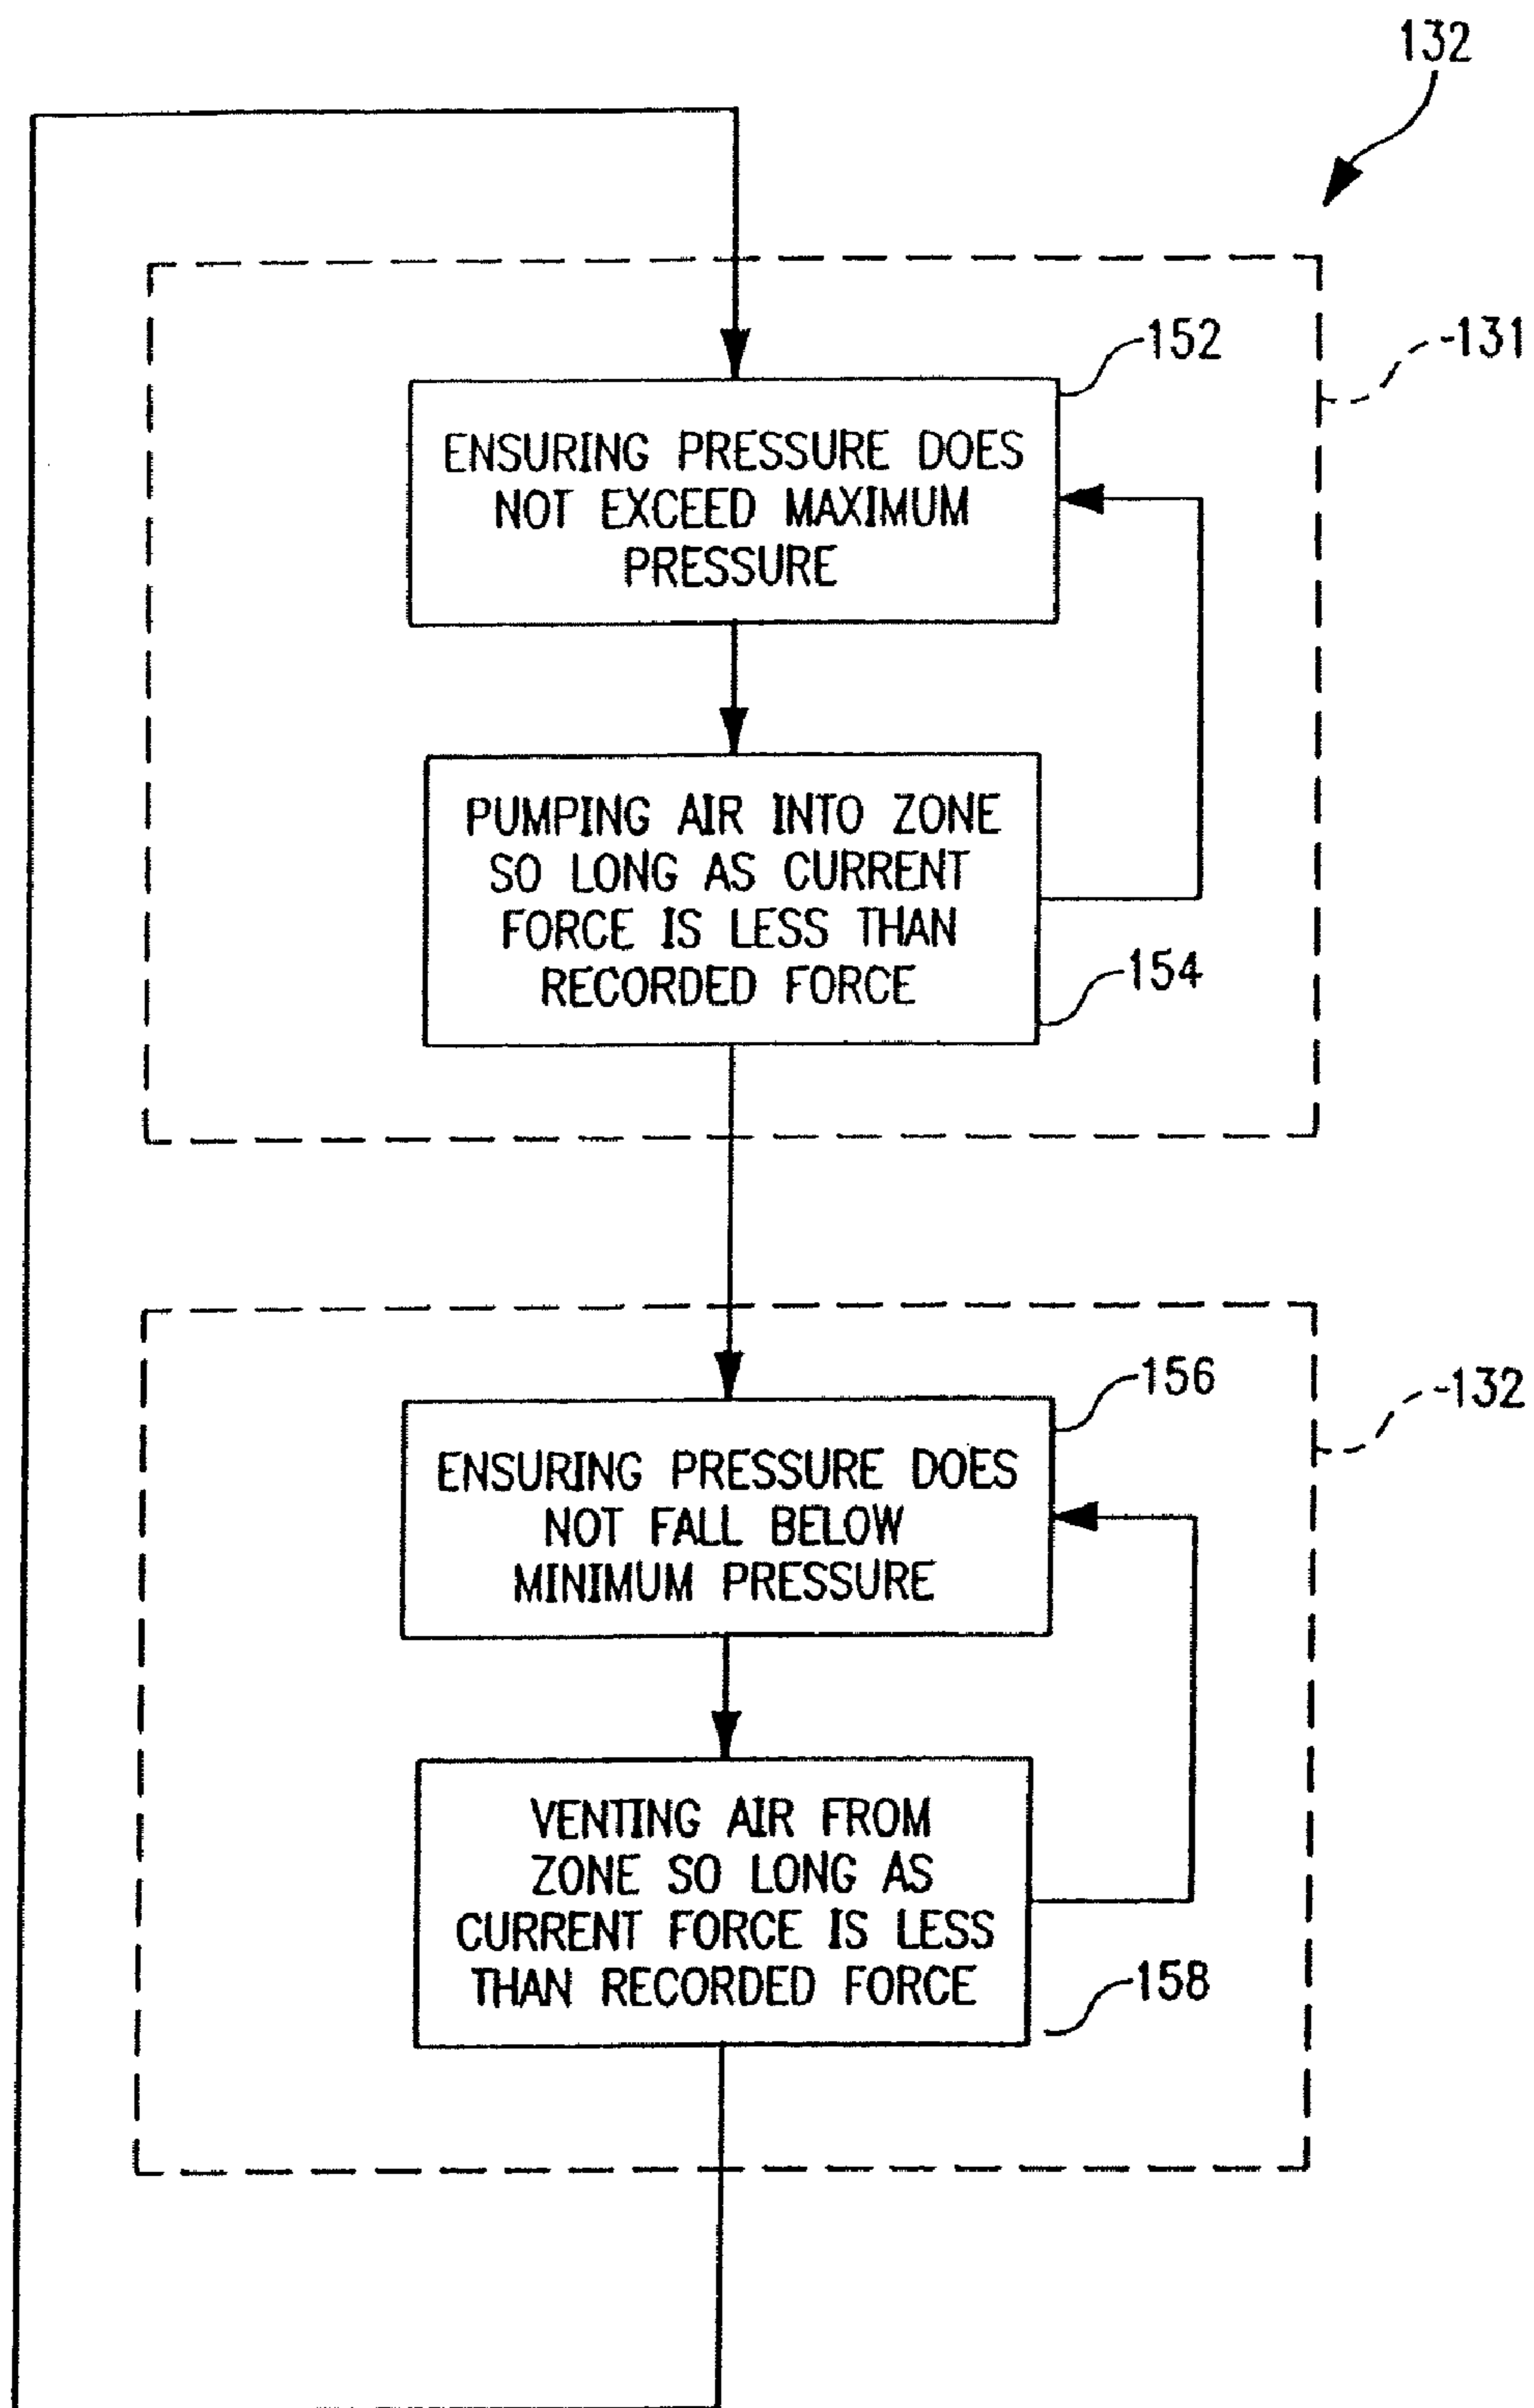 132
131
152
ENSURING PRESSURE DOES
NOT EXCEED MAXIMUM
PRESSURE
PUMPING AIR INTO ZONE
SO LONG AS CURRENT
FORCE IS LESS THAN
RECORDED FORCE
154
156
132
ENSURING PRESSURE DOES
NOT FALL BELOW
MINIMUM PRESSURE
VENTING AIR FROM
ZONE SO LONG AS
CURRENT FORCE IS LESS
THAN RECORDED FORCE
158